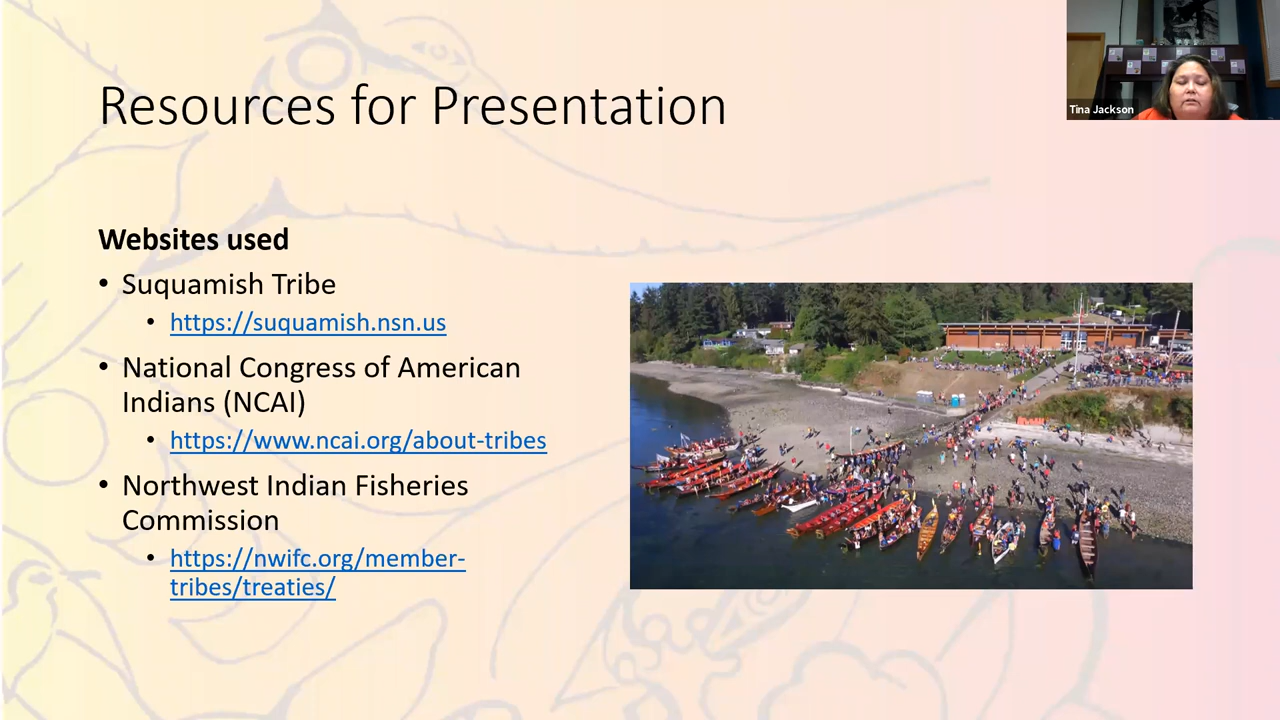 Resources for Presentation
Tina Jackson
Websites used
• Suquamish Tribe
• https://suquamish.nsn.us
• National Congress of American
Indians (NCAI)
• https://www.ncai.org/about-tribes
• Northwest Indian Fisheries
Commission
• https://nwifc.org/member-
tribes/treaties/